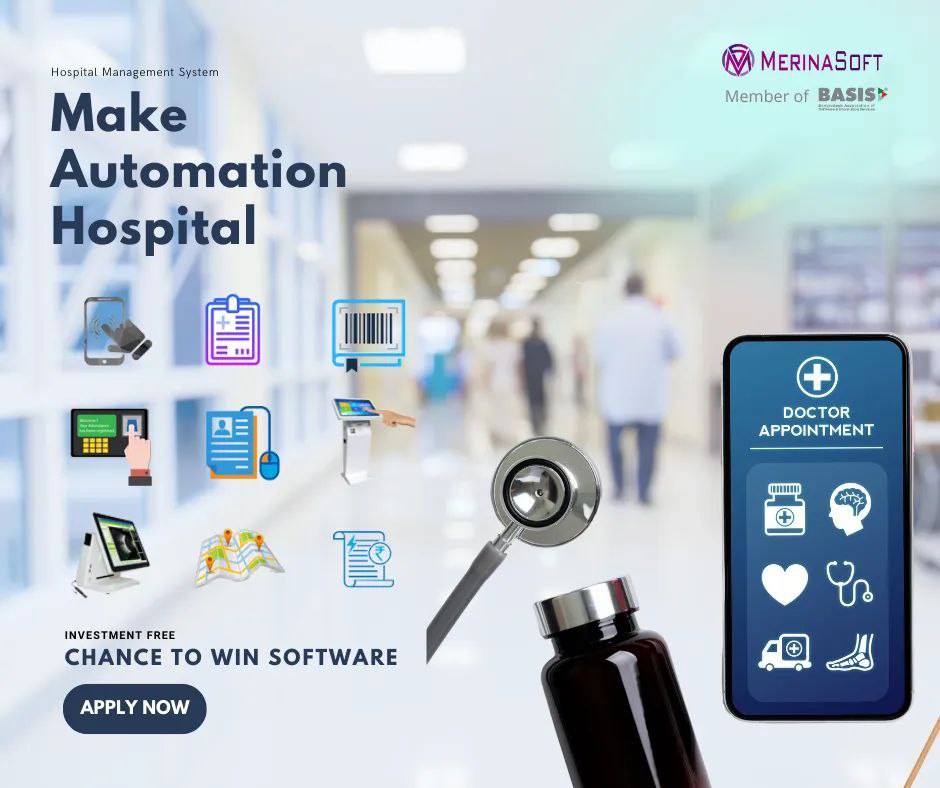 Hospital Management System
Make
Automation
Hospital
MERINASOFT
Member of BASIS
INVESTMENT FREE
CHANCE TO WIN SOFTWARE
APPLY NOW
DOCTOR
APPOINTMENT